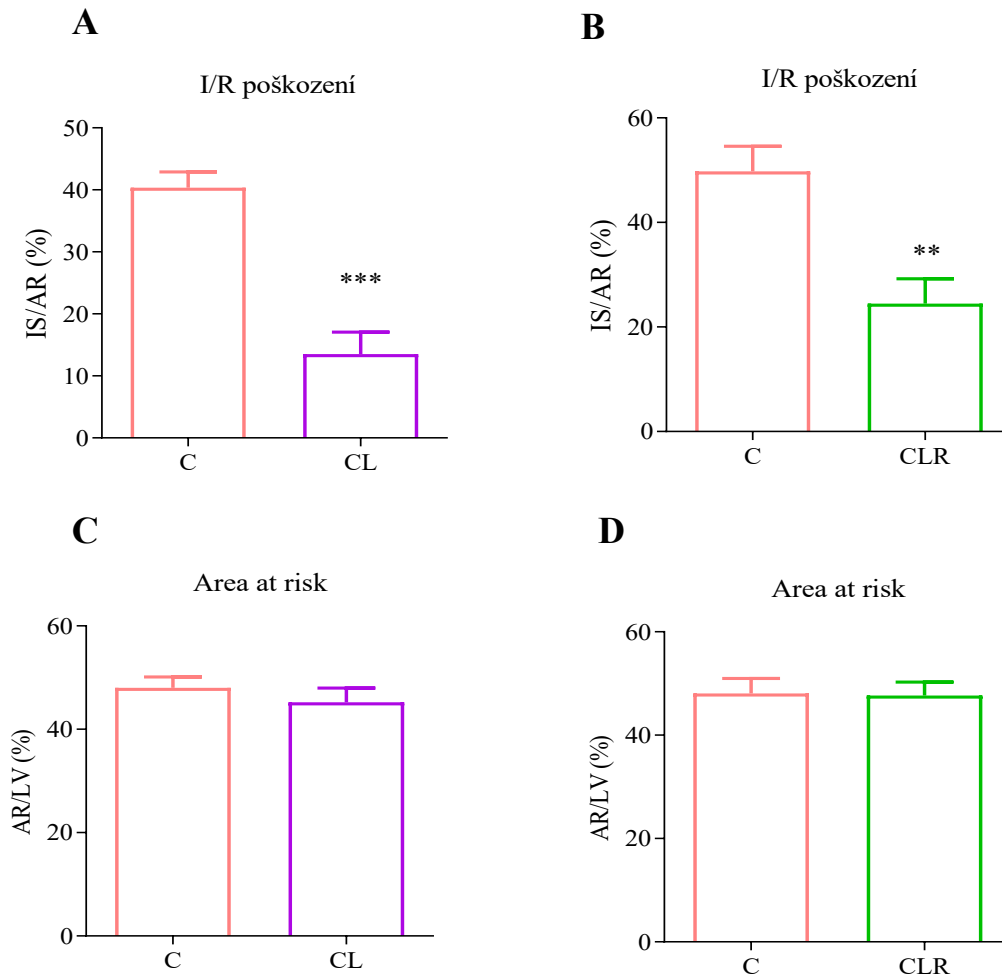 A
I/R poškození
IS/AR (%)
50
40
30
20
10
0
***
C
CL
B
I/R poškození
IS/AR (%)
60
40
20
0
**
C
CLR
C
Area at risk
AR/LV (%)
60
40
20
0
C
CL
D
Area at risk
AR/LV (%)
60
40
20
0
C
CLR